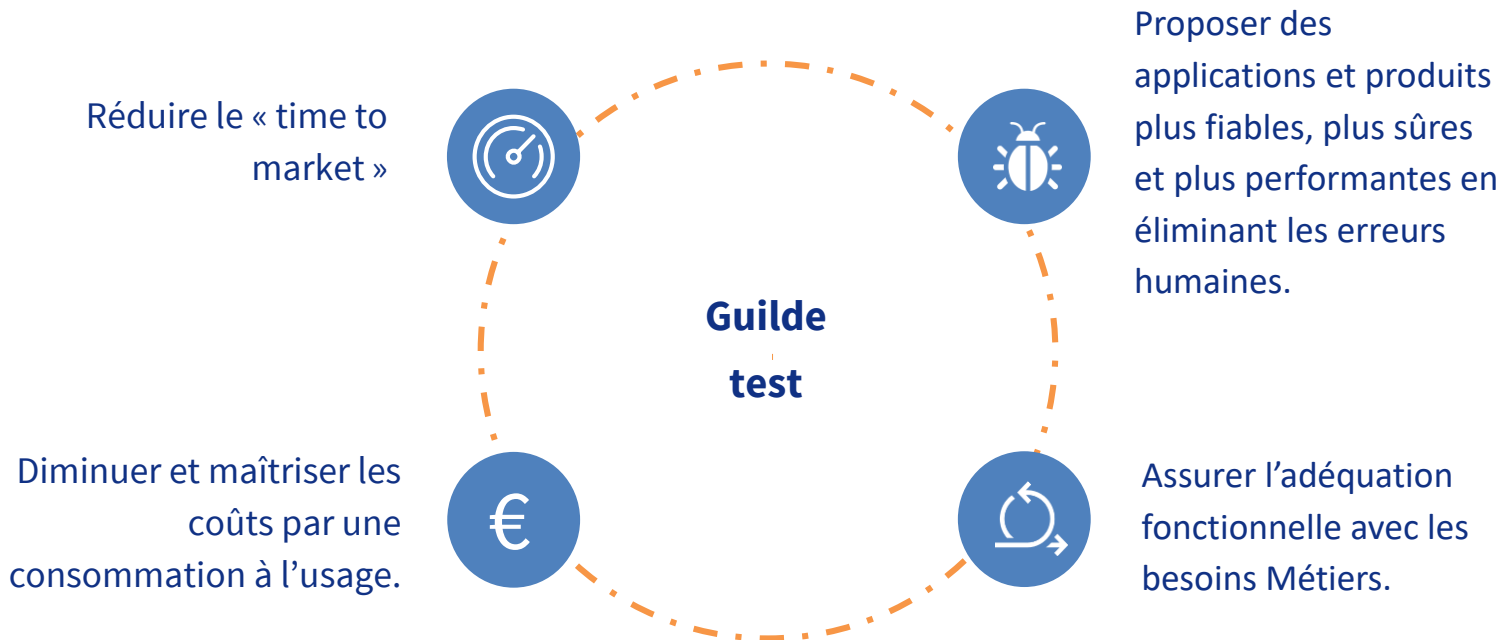 Réduire le « time to
market »
Proposer des
applications et produits
plus fiables, plus sûres
et plus performantes en
éliminant les erreurs
humaines.
Guilde
test
Diminuer et maîtriser les
coûts par une
consommation à l’usage.
€
Assurer l’adéquation
fonctionnelle avec les
besoins Métiers.